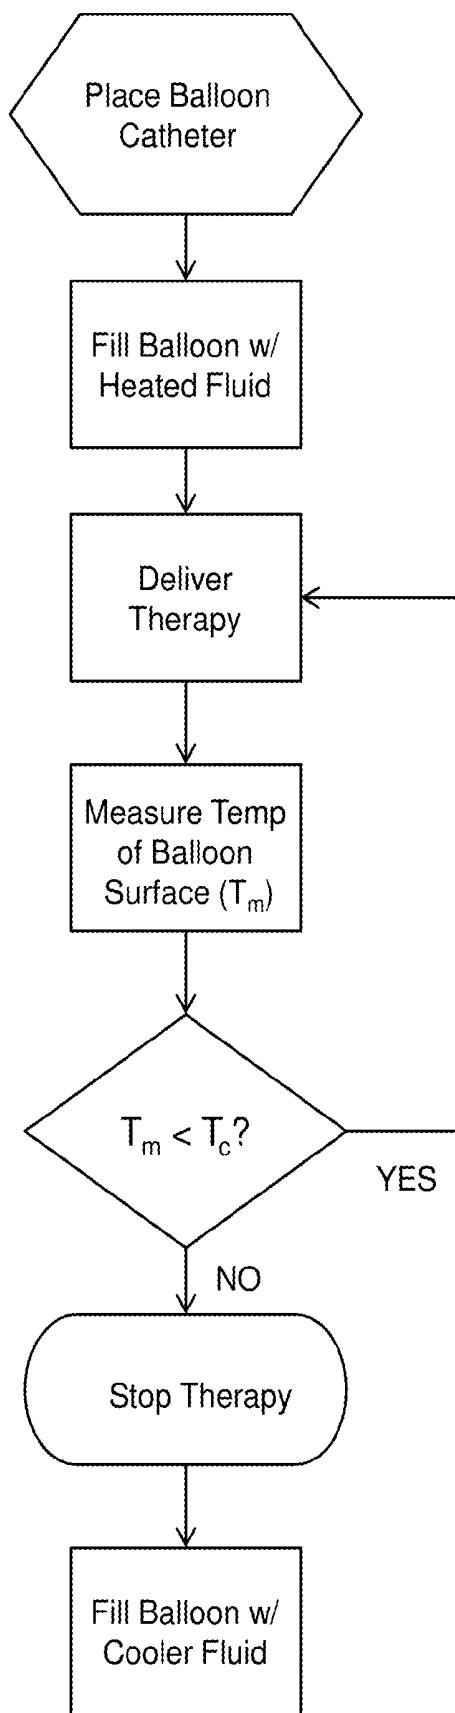 Place Balloon
Catheter
Fill Balloon w/
Heated Fluid
Deliver
Therapy
Measure Temp
of Balloon
Surface (Tₘ)
Tₘ < T꜀?
YES
NO
Stop Therapy
Fill Balloon w/
Cooler Fluid